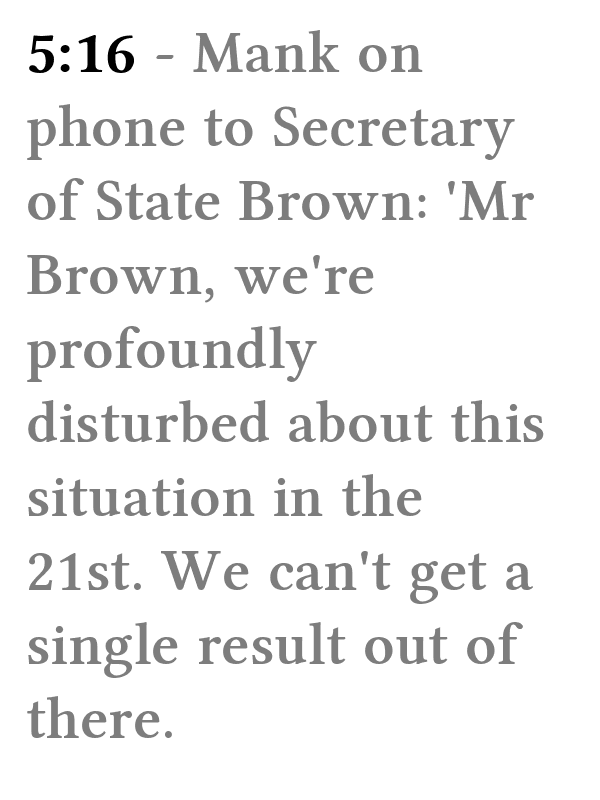 5:16 - Mank on
phone to Secretary
of State Brown: 'Mr
Brown, we're
profoundly
disturbed about this
situation in the
21st. We can't get a
single result out of
there.